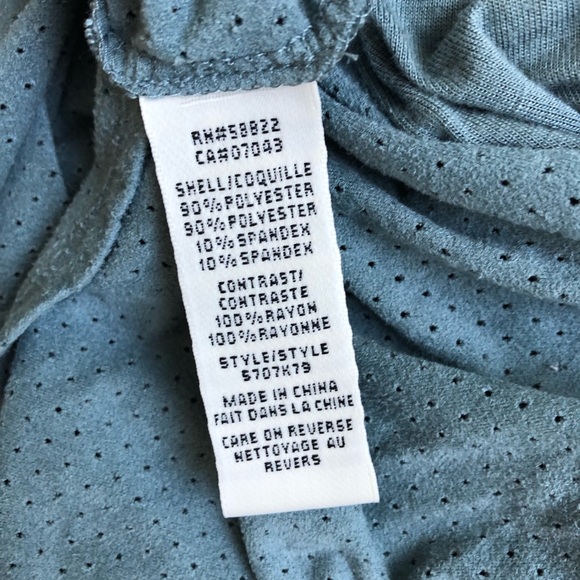 RN#58822
CA#07043
SHELL/COQUILLE
90%POLYESTER
90%POLYESTER
10%SPANDEX
10%SPANDEX
CONTRAST/
CONTRASTE
100%RAYON
100%RAYONNE
STYLE/STYLE
5707K79
MADE IN CHINA
FAIT DANS LA CHINE
CARE ON REVERSE
NETTOYAGE AU
REVERS